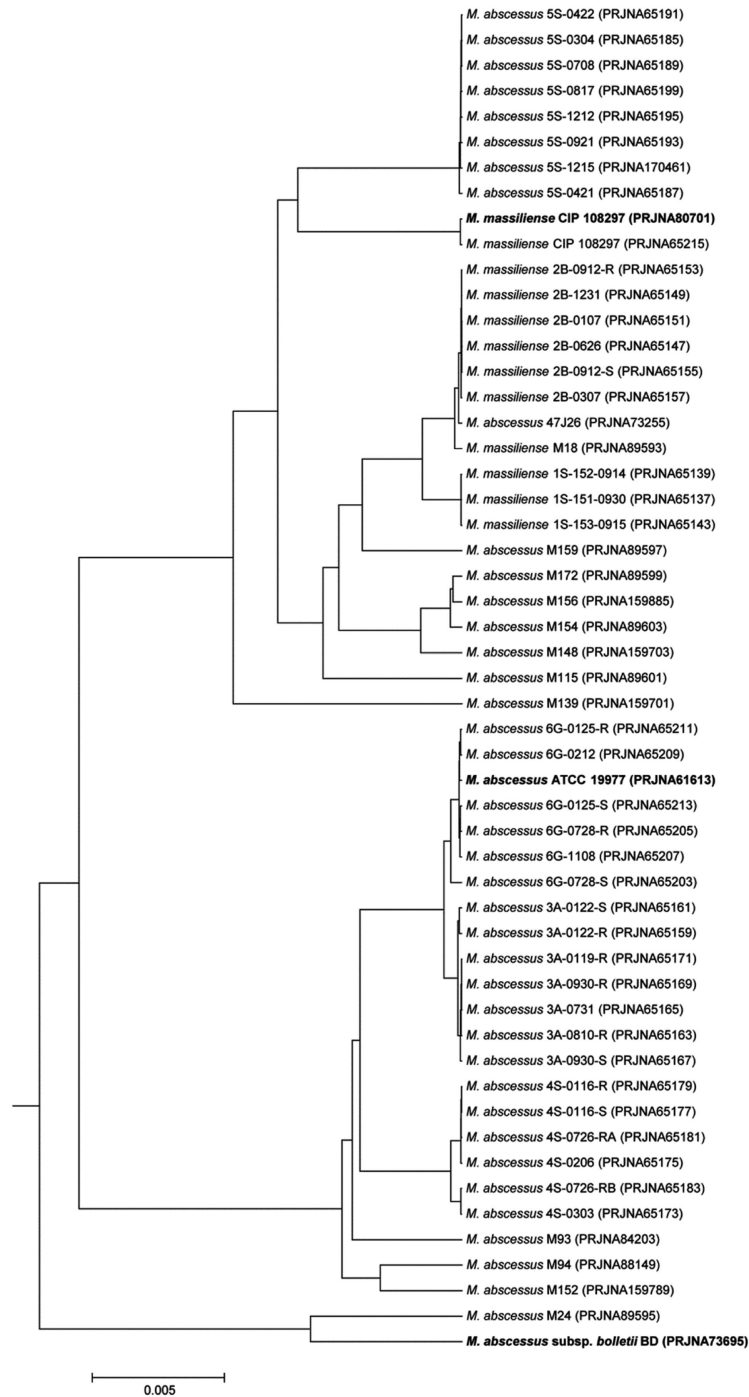 M. abscessus 5S-0422 (PRJNA65191)
M. abscessus 5S-0304 (PRJNA65185)
M. abscessus 5S-0708 (PRJNA65189)
M. abscessus 5S-0817 (PRJNA65199)
M. abscessus 5S-1212 (PRJNA65195)
M. abscessus 5S-0921 (PRJNA65193)
M. abscessus 5S-1215 (PRJNA170461)
M. abscessus 5S-0421 (PRJNA65187)
M. massiliense CIP 108297 (PRJNA80701)
M. massiliense CIP 108297 (PRJNA65215)
M. massiliense 2B-0912-R (PRJNA65153)
M. massiliense 2B-1231 (PRJNA65149)
M. massiliense 2B-0107 (PRJNA65151)
M. massiliense 2B-0626 (PRJNA65147)
M. massiliense 2B-0912-S (PRJNA65155)
M. massiliense 2B-0307 (PRJNA65157)
M. abscessus 47J26 (PRJNA73255)
M. massiliense M18 (PRJNA89593)
M. massiliense 1S-152-0914 (PRJNA65139)
M. massiliense 1S-151-0930 (PRJNA65137)
M. massiliense 1S-153-0915 (PRJNA65143)
M. abscessus M159 (PRJNA89597)
M. abscessus M172 (PRJNA89599)
M. abscessus M156 (PRJNA159885)
M. abscessus M154 (PRJNA89603)
M. abscessus M148 (PRJNA159703)
M. abscessus M115 (PRJNA89601)
M. abscessus M139 (PRJNA159701)
M. abscessus 6G-0125-R (PRJNA65211)
M. abscessus 6G-0212 (PRJNA65209)
M. abscessus ATCC 19977 (PRJNA61613)
M. abscessus 6G-0125-S (PRJNA65213)
M. abscessus 6G-0728-R (PRJNA65205)
M. abscessus 6G-1108 (PRJNA65207)
M. abscessus 6G-0728-S (PRJNA65203)
M. abscessus 3A-0122-S (PRJNA65161)
M. abscessus 3A-0122-R (PRJNA65159)
M. abscessus 3A-0119-R (PRJNA65171)
M. abscessus 3A-0930-R (PRJNA65169)
M. abscessus 3A-0731 (PRJNA65165)
M. abscessus 3A-0810-R (PRJNA65163)
M. abscessus 3A-0930-S (PRJNA65167)
M. abscessus 4S-0116-R (PRJNA65179)
M. abscessus 4S-0116-S (PRJNA65177)
M. abscessus 4S-0726-RA (PRJNA65181)
M. abscessus 4S-0206 (PRJNA65175)
M. abscessus 4S-0726-RB (PRJNA65183)
M. abscessus 4S-0303 (PRJNA65173)
M. abscessus M93 (PRJNA84203)
M. abscessus M94 (PRJNA88149)
M. abscessus M152 (PRJNA159789)
M. abscessus M24 (PRJNA89595)
M. abscessus subsp. bolletii BD (PRJNA73695)
0.005